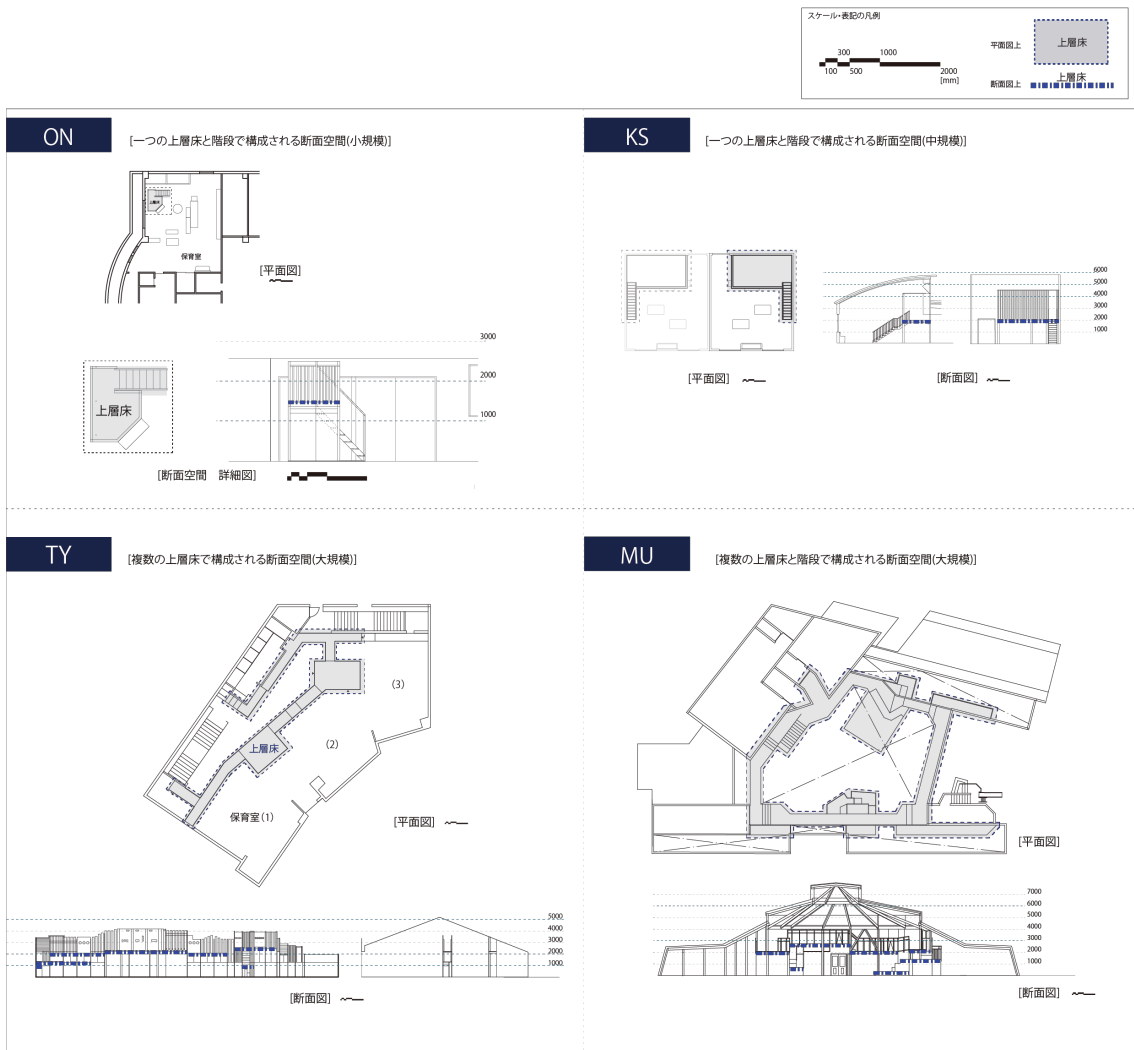 スケール・表記の凡例
300 1000
100 500 2000
[mm]
平面図上 上層床
断面図上 上層床
ON [一つの上層床と階段で構成される断面空間(小規模)]
上層床
保育室
[平面図]
上層床
3000
2000
1000
[断面空間 詳細図]
KS [一つの上層床と階段で構成される断面空間(中規模)]
6000
5000
4000
3000
2000
1000
[平面図] [断面図]
TY [複数の上層床で構成される断面空間(大規模)]
(3)
上層床 (2)
保育室(1)
[平面図]
5000
4000
3000
2000
1000
[断面図]
MU [複数の上層床と階段で構成される断面空間(大規模)]
[平面図]
7000
6000
5000
4000
3000
2000
1000
[断面図]